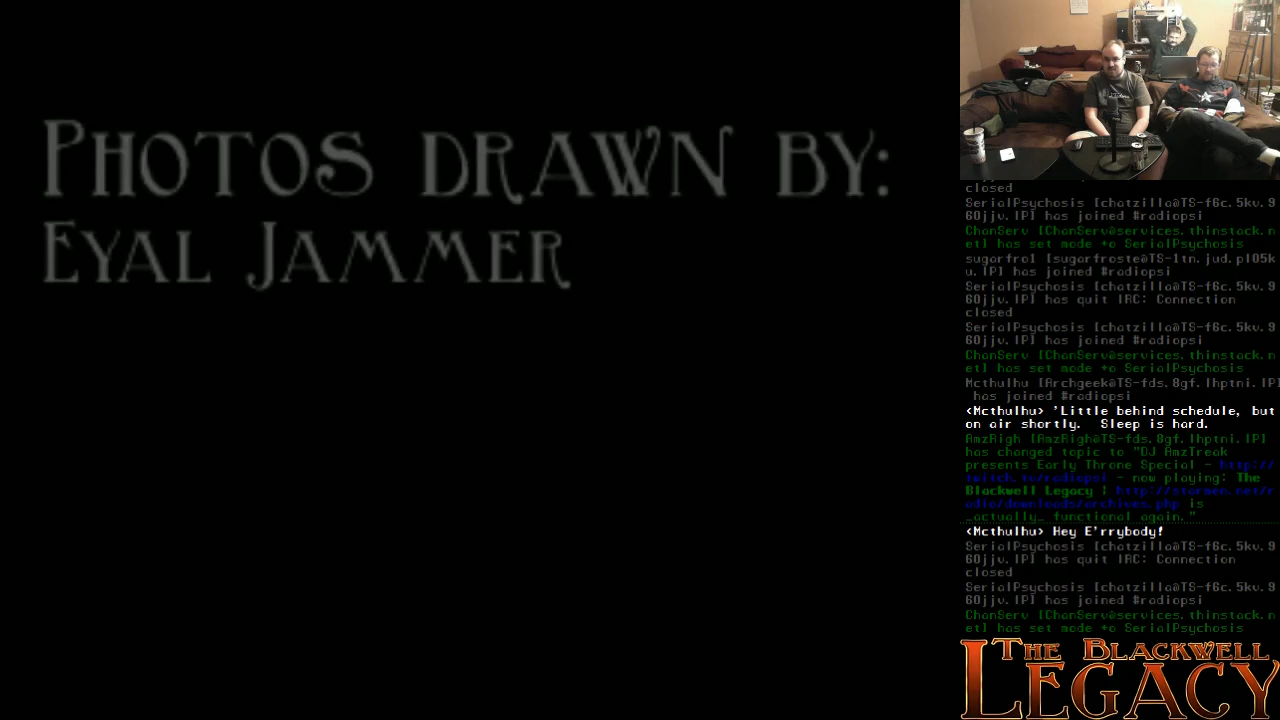 PHOTOS DRAWN BY:
EYAL JAMMER
closed
SerialPsychosis [chatzilla@TS-f6c.5kv.9
60jjv.IP] has joined #radiopsi
ChanServ [ChanServ@services.thinstack.n
et] has set mode +o SerialPsychosis
sugarfro1 [sugarfroste@TS-1tn.jud.p105k
u.IP] has joined #radiopsi
SerialPsychosis [chatzilla@TS-f6c.5kv.9
60jjv.IP] has quit IRC: Connection
closed
SerialPsychosis [chatzilla@TS-f6c.5kv.9
60jjv.IP] has joined #radiopsi
ChanServ [ChanServ@services.thinstack.n
et] has set mode +o SerialPsychosis
Mcthulhu [Archgeek@TS-fds.8gf.lhptni.IP]
has joined #radiopsi
<Mcthulhu> 'Little behind schedule, but
on air shortly. Sleep is hard.
AmzRigh [AmzRigh@TS-fds.8gf.lhptni.IP]
has changed topic to "DJ AmzTreak
presents Early Throne Special - http://
twitch.tv/radiopsi - now playing: The
Blackwell Legacy | http://starmen.net/r
adio/downloads/archives.php is
_actually_ functional again."
<Mcthulhu> Hey E'rrybody!
SerialPsychosis [chatzilla@TS-f6c.5kv.9
60jjv.IP] has quit IRC: Connection
closed
SerialPsychosis [chatzilla@TS-f6c.5kv.9
60jjv.IP] has joined #radiopsi
ChanServ [ChanServ@services.thinstack.n
et] has set mode +o SerialPsychosis
THE BLACKWELL
LEGACY